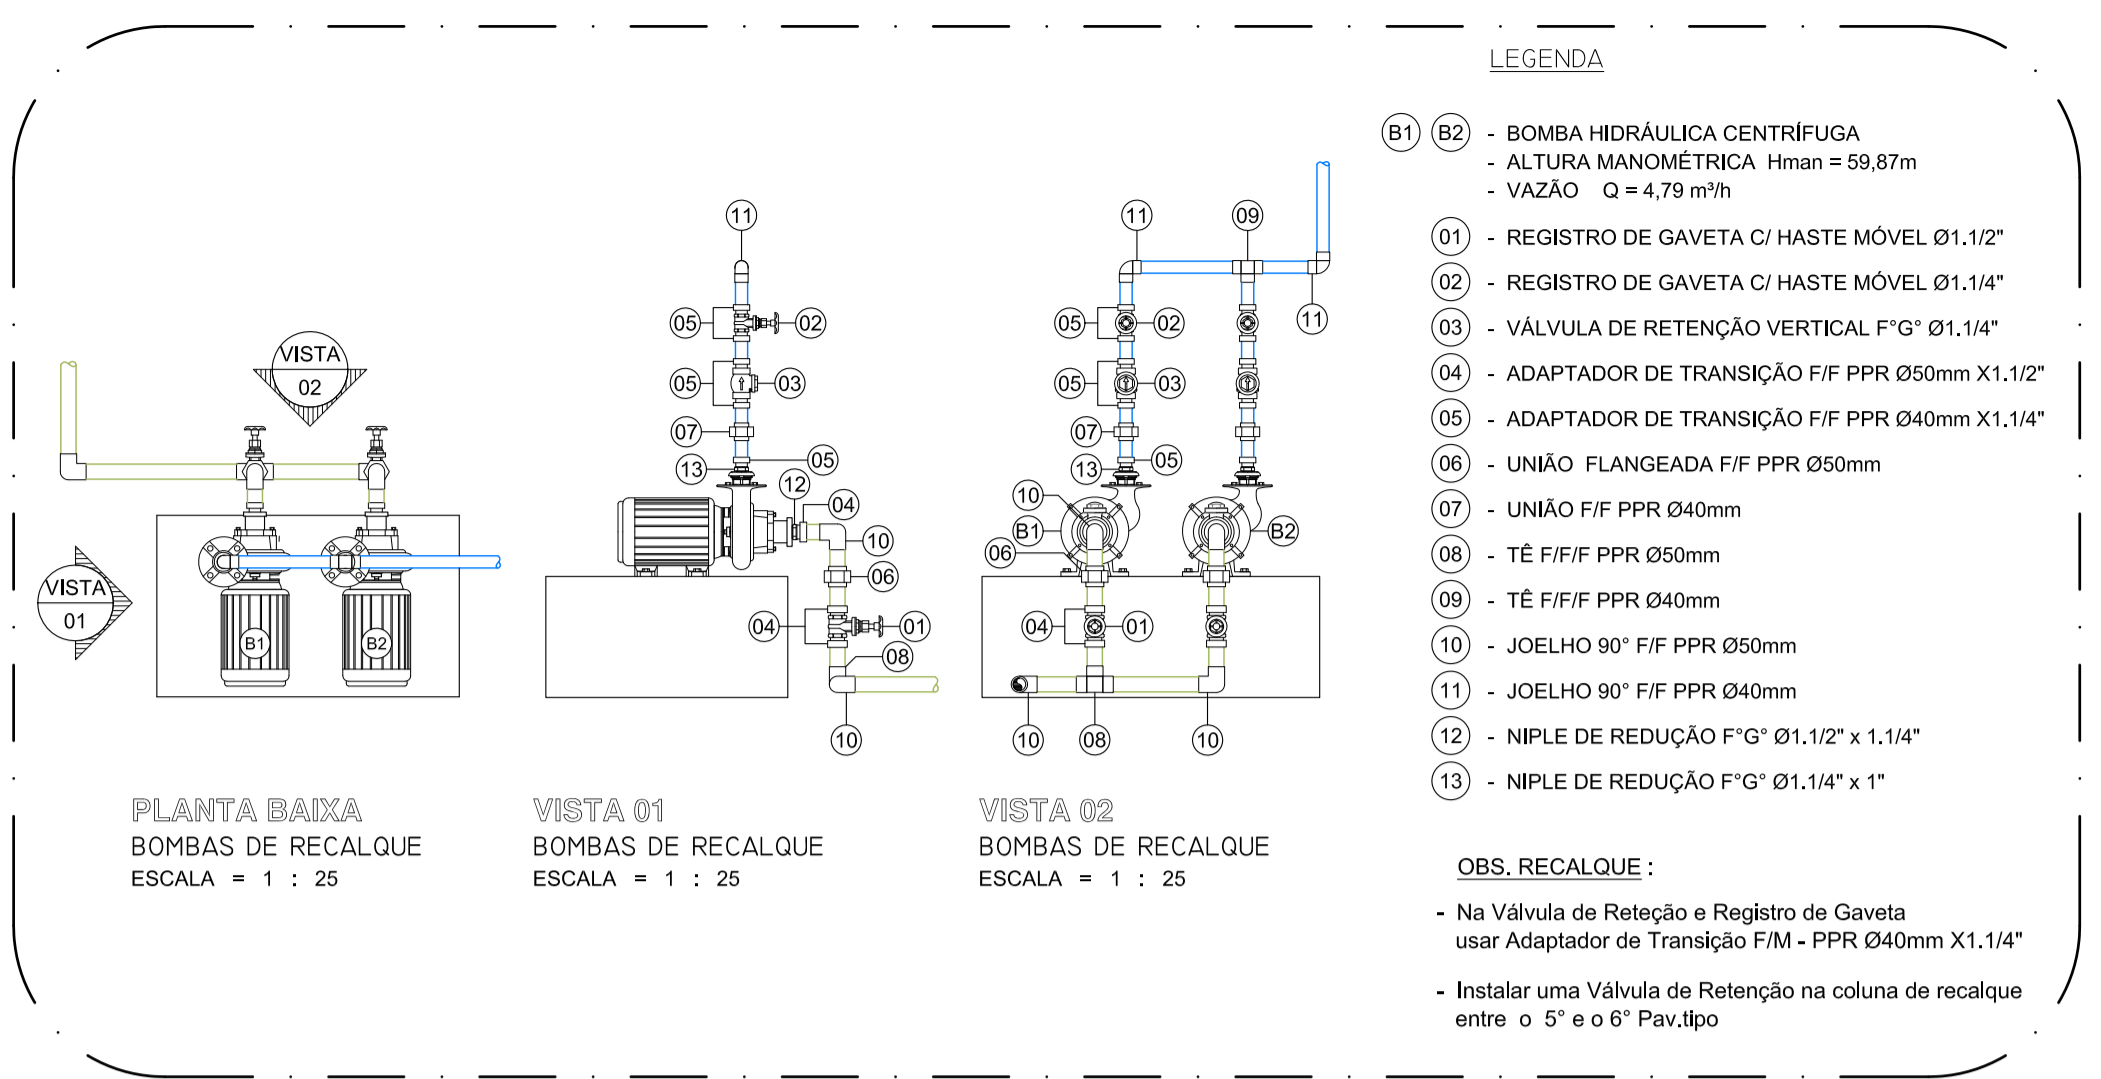 VISTA
02
VISTA
01
B1
B2
PLANTA BAIXA
BOMBAS DE RECALQUE
ESCALA = 1 : 25
11
05
02
05
03
07
05
13
12
04
10
06
04
01
08
10
VISTA 01
BOMBAS DE RECALQUE
ESCALA = 1 : 25
11
09
05
02
11
05
03
07
05
13
10
B1
B2
06
04
01
10
08
10
VISTA 02
BOMBAS DE RECALQUE
ESCALA = 1 : 25
LEGENDA
B1 B2 - BOMBA HIDRÁULICA CENTRÍFUGA
- ALTURA MANOMÉTRICA Hman = 59,87m
- VAZÃO Q = 4,79 m³/h
01 - REGISTRO DE GAVETA C/ HASTE MÓVEL Ø1.1/2"
02 - REGISTRO DE GAVETA C/ HASTE MÓVEL Ø1.1/4"
03 - VÁLVULA DE RETENÇÃO VERTICAL F°G° Ø1.1/4"
04 - ADAPTADOR DE TRANSIÇÃO F/F PPR Ø50mm X1.1/2"
05 - ADAPTADOR DE TRANSIÇÃO F/F PPR Ø40mm X1.1/4"
06 - UNIÃO FLANGEADA F/F PPR Ø50mm
07 - UNIÃO F/F PPR Ø40mm
08 - TÊ F/F/F PPR Ø50mm
09 - TÊ F/F/F PPR Ø40mm
10 - JOELHO 90° F/F PPR Ø50mm
11 - JOELHO 90° F/F PPR Ø40mm
12 - NIPLE DE REDUÇÃO F°G° Ø1.1/2" x 1.1/4"
13 - NIPLE DE REDUÇÃO F°G° Ø1.1/4" x 1"
OBS. RECALQUE :
- Na Válvula de Reteção e Registro de Gaveta
usar Adaptador de Transição F/M - PPR Ø40mm X1.1/4"
- Instalar uma Válvula de Retenção na coluna de recalque
entre o 5° e o 6° Pav.tipo